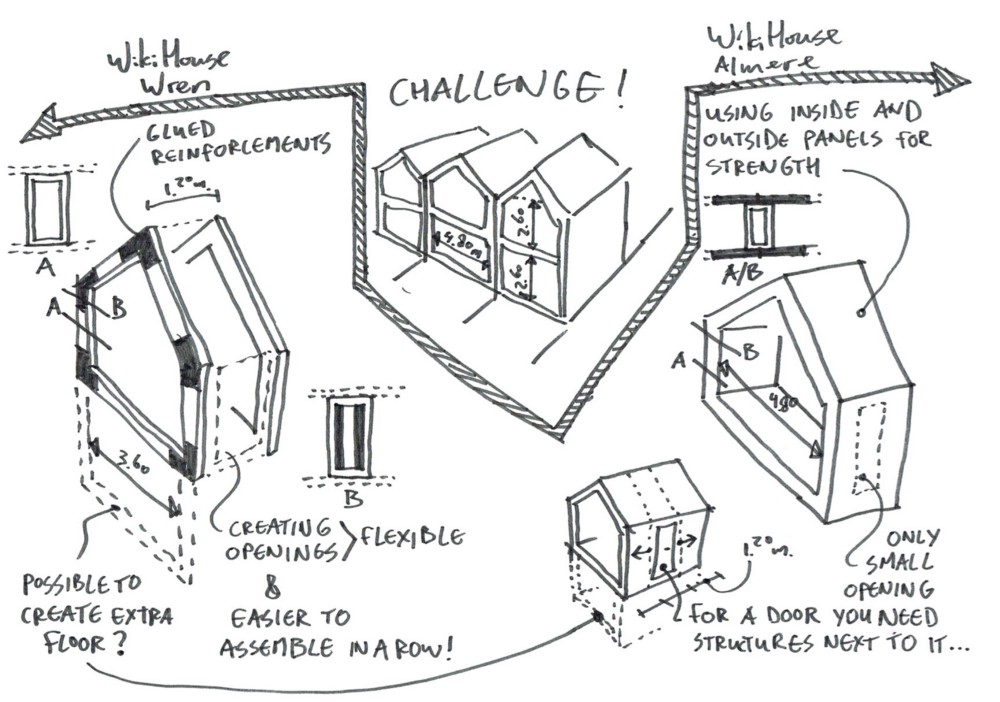 WikiHouse
Wren
GLUED
REINFORCEMENTS
1.20 m.
A
A
B
3.60
B
CREATING
OPENINGS
FLEXIBLE
&
EASIER TO
ASSEMBLE IN A ROW!
POSSIBLE TO
CREATE EXTRA
FLOOR?
CHALLENGE!
4.80m
2.60
2.60
WikiHouse
Almere
USING INSIDE AND
OUTSIDE PANELS FOR
STRENGTH
A/B
B
A
4.80
ONLY
SMALL
OPENING
1.20 m.
FOR A DOOR YOU NEED
STRUCTURES NEXT TO IT...